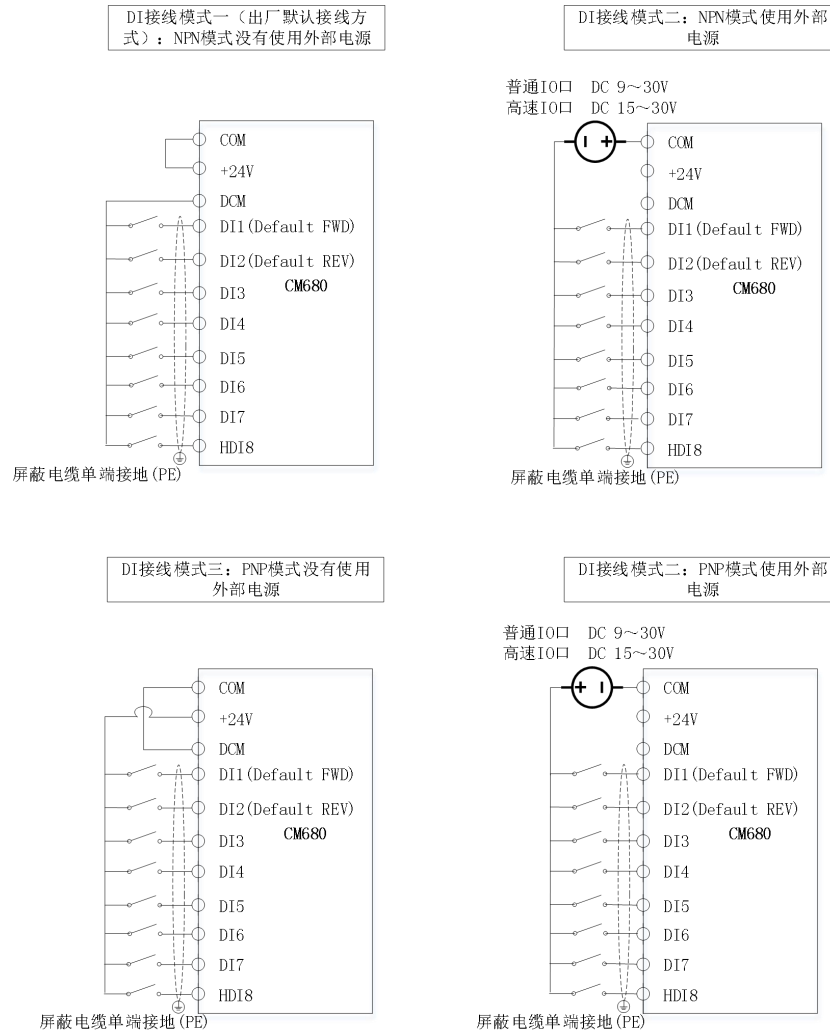 DI接线模式一（出厂默认接线方
式）：NPN模式没有使用外部电源
COM
+24V
DCM
DI1(Default FWD)
DI2(Default REV)
CM680
DI3
DI4
DI5
DI6
DI7
HDI8
屏蔽电缆单端接地(PE)
DI接线模式二：NPN模式使用外部
电源
普通IO口 DC 9～30V
高速IO口 DC 15～30V
COM
+24V
DCM
DI1(Default FWD)
DI2(Default REV)
CM680
DI3
DI4
DI5
DI6
DI7
HDI8
屏蔽电缆单端接地(PE)
DI接线模式三：PNP模式没有使用
外部电源
COM
+24V
DCM
DI1(Default FWD)
DI2(Default REV)
CM680
DI3
DI4
DI5
DI6
DI7
HDI8
屏蔽电缆单端接地(PE)
DI接线模式二：PNP模式使用外部
电源
普通IO口 DC 9～30V
高速IO口 DC 15～30V
COM
+24V
DCM
DI1(Default FWD)
DI2(Default REV)
CM680
DI3
DI4
DI5
DI6
DI7
HDI8
屏蔽电缆单端接地(PE)